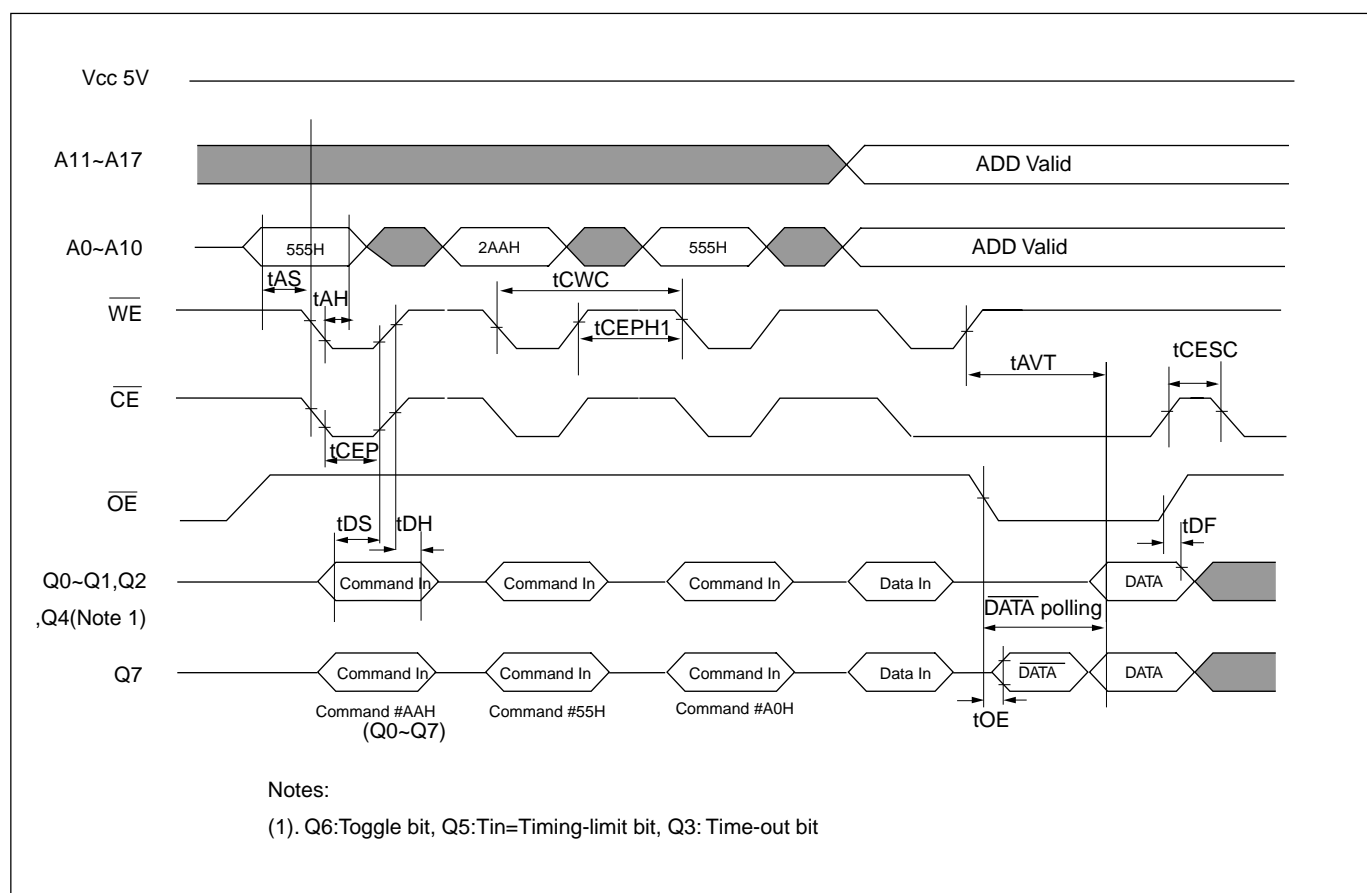 Vcc 5V
A11~A17
ADD Valid
A0~A10
555H
2AAH
555H
ADD Valid
tAS
tAH
tCWC
WE
tCEPH1
tAVT
tCESC
CE
tCEP
OE
tDS
tDH
tDF
Q0~Q1,Q2
,Q4(Note 1)
Command In
Command In
Command In
Data In
DATA
DATA polling
Q7
Command In
Command In
Command In
Data In
DATA
DATA
Command #AAH
Command #55H
Command #A0H
(Q0~Q7)
tOE
Notes:
(1). Q6:Toggle bit, Q5:Tin=Timing-limit bit, Q3: Time-out bit